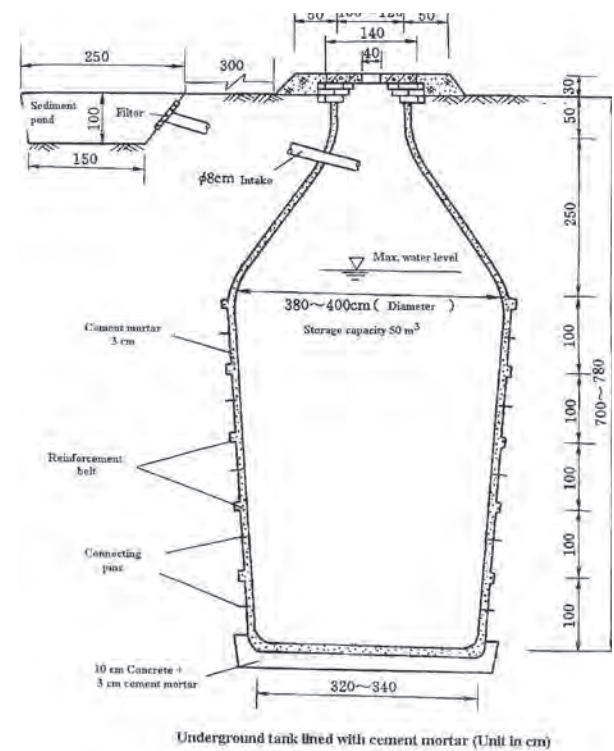 50
100~120
50
140
40
250
300
30
Sediment
pond
100
Filter
50
150
ϕ8cm Intake
250
Max. water level
380~400cm ( Diameter )
Storage capacity 50 m³
Cement mortar
3 cm
100
100
700~780
Reinforcement
belt
100
Connecting
pins
100
100
10 cm Concrete +
3 cm cement mortar
320~340
Underground tank lined with cement mortar (Unit in cm)